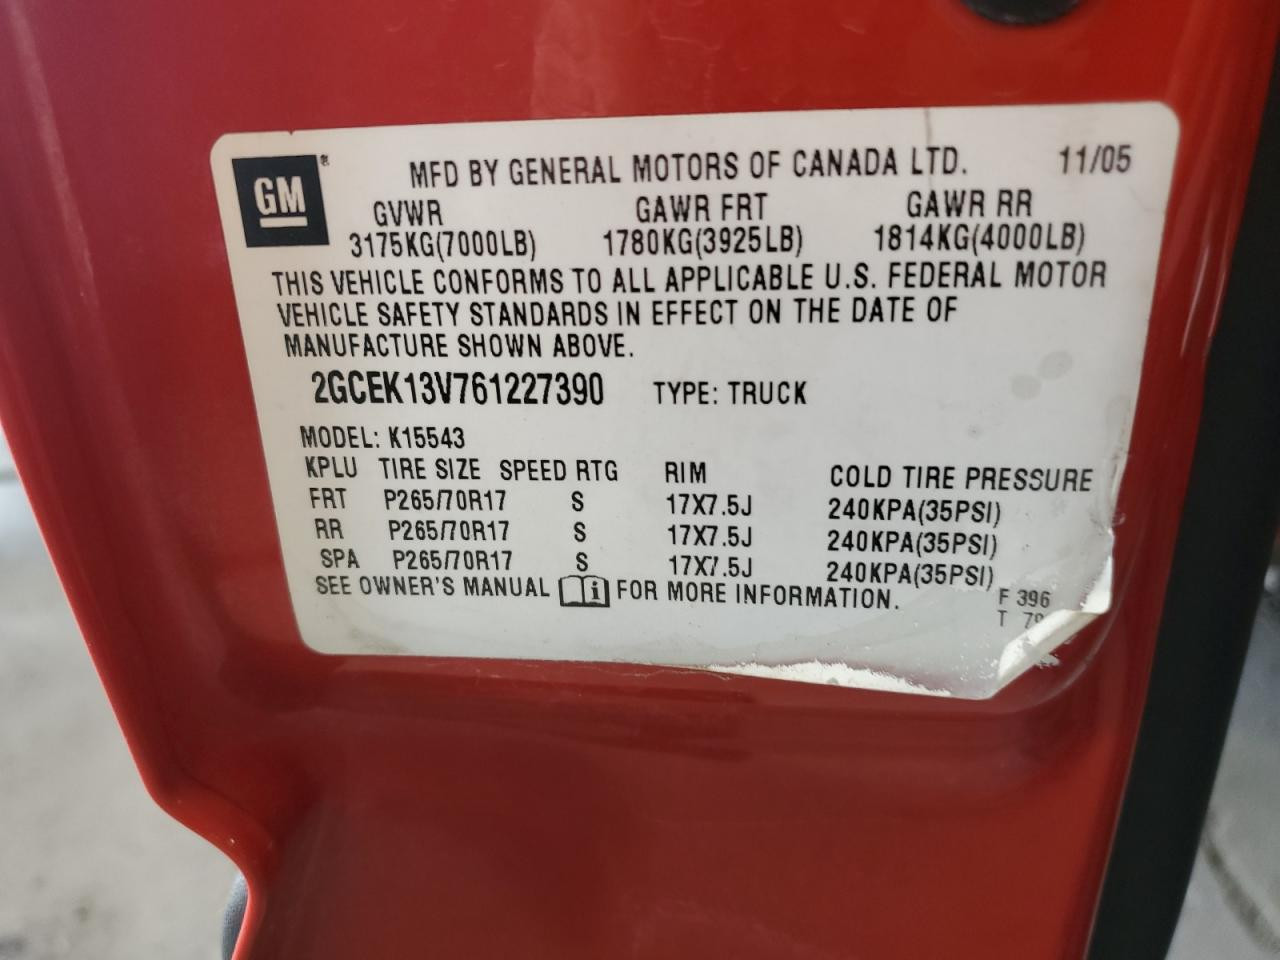 GM®
MFD BY GENERAL MOTORS OF CANADA LTD. 11/05
GVWR GAWR FRT GAWR RR
3175KG(7000LB) 1780KG(3925LB) 1814KG(4000LB)
THIS VEHICLE CONFORMS TO ALL APPLICABLE U.S. FEDERAL MOTOR
VEHICLE SAFETY STANDARDS IN EFFECT ON THE DATE OF
MANUFACTURE SHOWN ABOVE.
2GCEK13V761227390 TYPE: TRUCK
MODEL: K15543
KPLU TIRE SIZE SPEED RTG RIM COLD TIRE PRESSURE
FRT P265/70R17 S 17X7.5J 240KPA(35PSI)
RR P265/70R17 S 17X7.5J 240KPA(35PSI)
SPA P265/70R17 S 17X7.5J 240KPA(35PSI)
SEE OWNER'S MANUAL i FOR MORE INFORMATION.
F 396
T